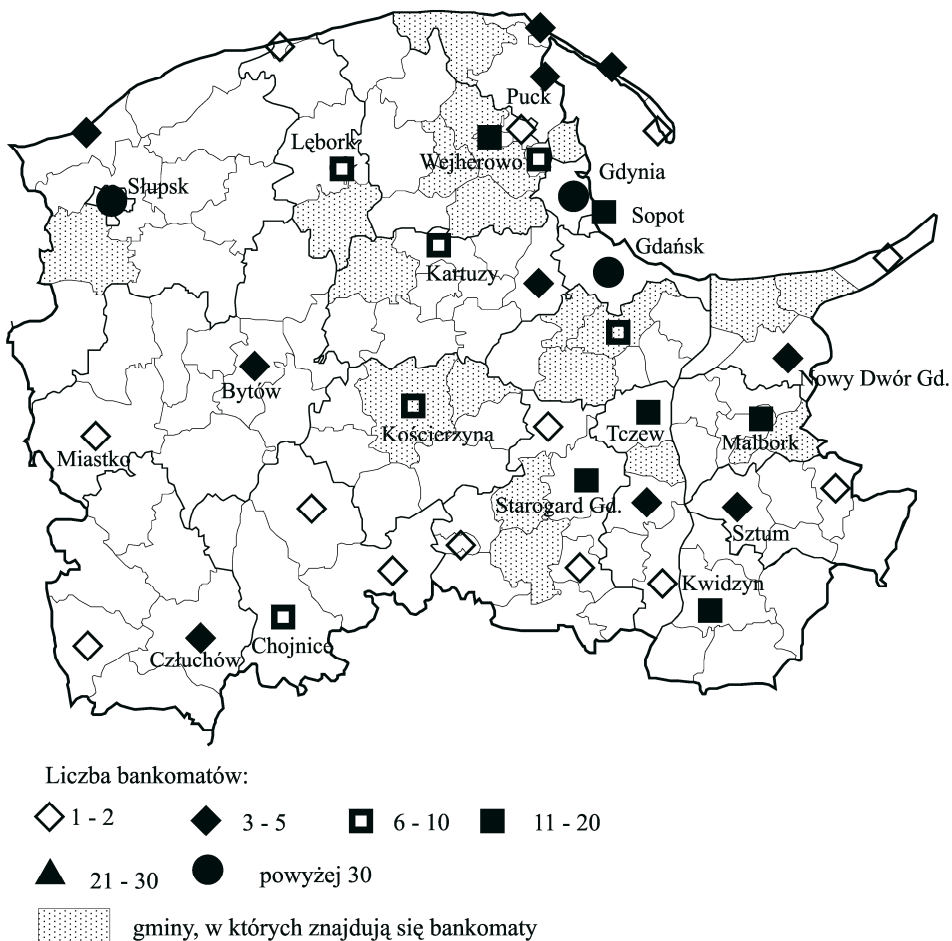 Puck
Lębork
Wejherowo
Słupsk
Gdynia
Sopot
Gdańsk
Kartuzy
Bytów
Nowy Dwór Gd.
Miastko
Kościerzyna
Tczew
Malbork
Starogard Gd.
Sztum
Kwidzyn
Człuchów
Chojnice
Liczba bankomatów:
1 - 2 3 - 5 6 - 10 11 - 20
21 - 30 powyżej 30
gminy, w których znajdują się bankomaty